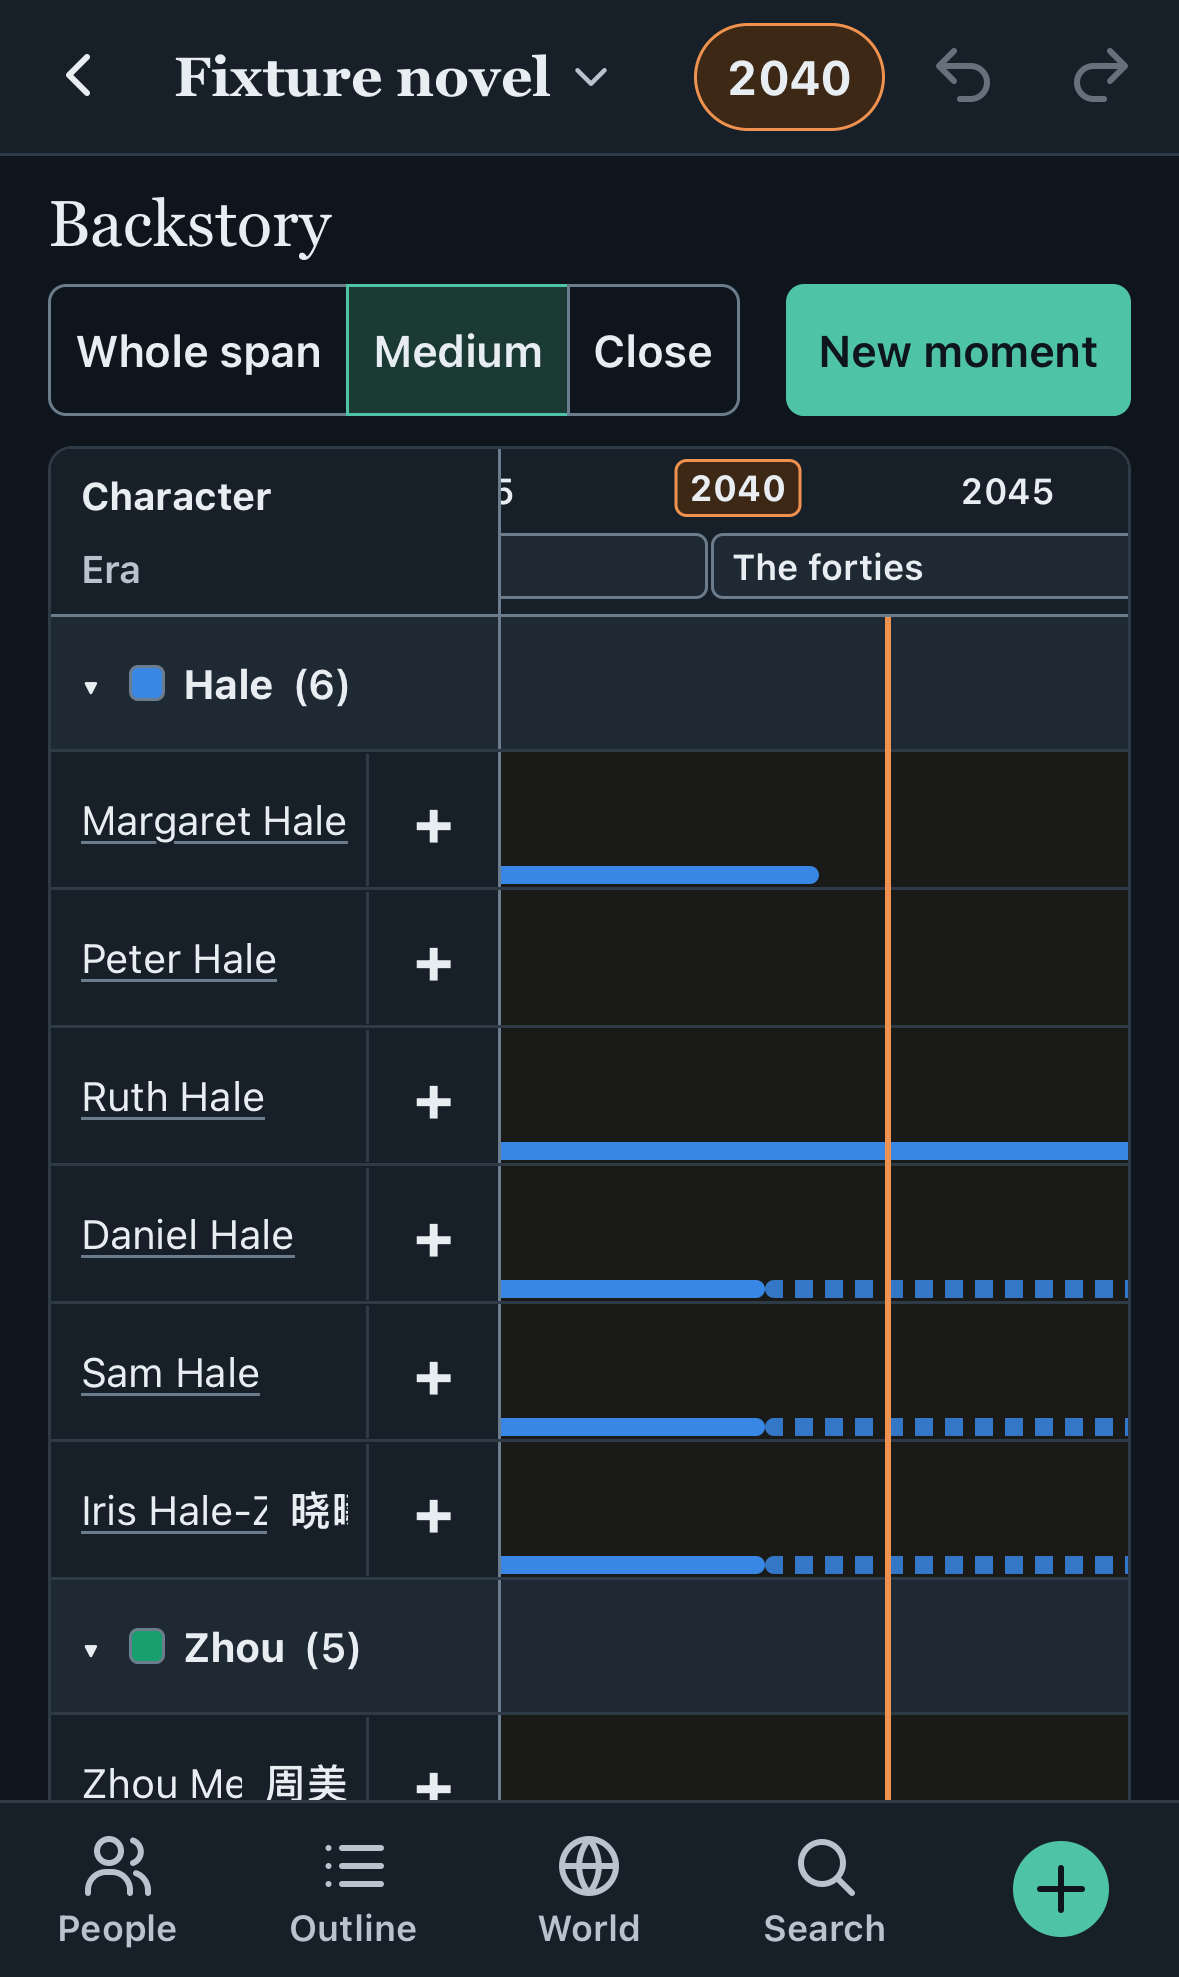 Fixture novel
2040
Backstory
Whole span
Medium
Close
New moment
Character
5
2040
2045
Era
The forties
Hale (6)
Margaret Hale
+
Peter Hale
+
Ruth Hale
+
Daniel Hale
+
Sam Hale
+
Iris Hale-Z 晓
+
Zhou (5)
Zhou Me 周美
+
People
Outline
World
Search